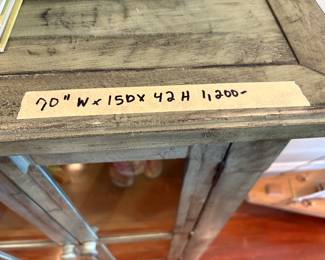 70" W x 15D x 42 H 1,200-